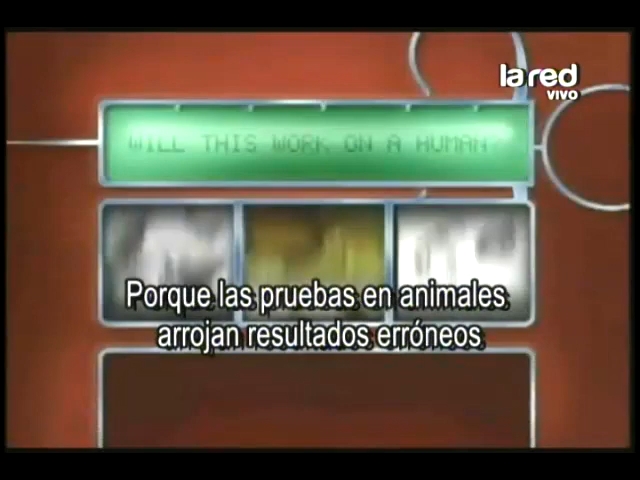 la red
VIVO
WILL THIS WORK ON A HUMAN?
Porque las pruebas en animales
arrojan resultados erróneos